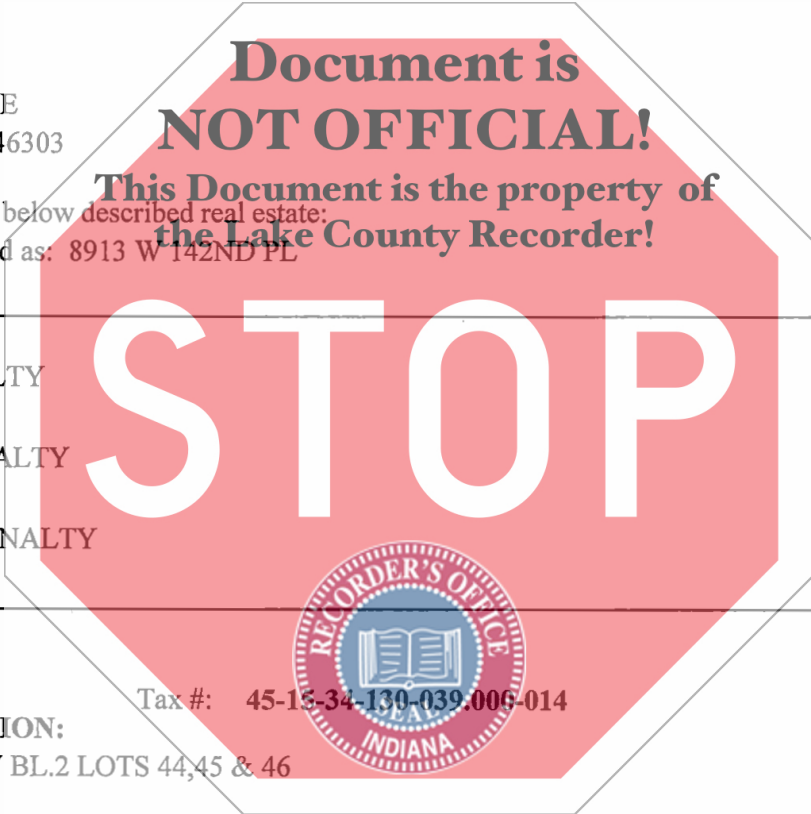 Document is
NOT OFFICIAL!
This Document is the property of
the Lake County Recorder!
E
46303
below described real estate:
d as: 8913 W 142ND PL
STOP
LTY
ALTY
NALTY
RECORDER'S OFFICE
SEAL
INDIANA
Tax #: 45-15-34-130-039.000-014
ION:
BL.2 LOTS 44,45 & 46